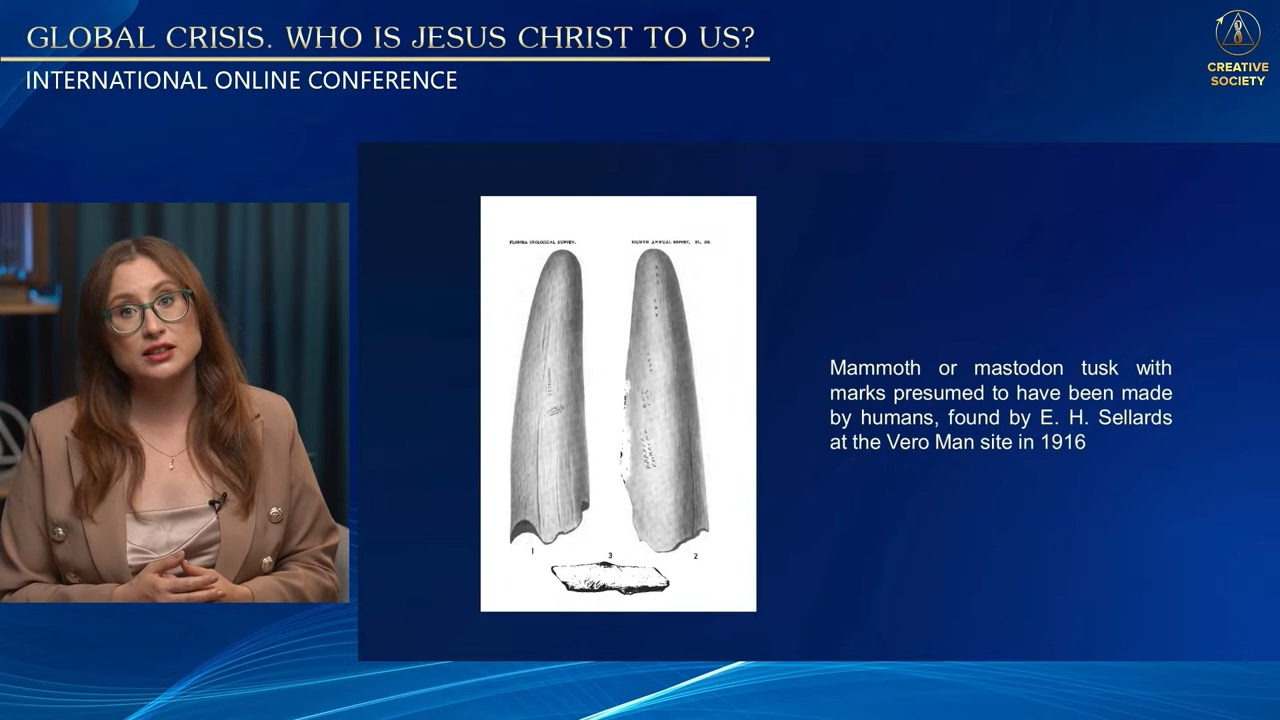 GLOBAL CRISIS. WHO IS JESUS CHRIST TO US?
INTERNATIONAL ONLINE CONFERENCE
CREATIVE
SOCIETY
FLORIDA GEOLOGICAL SURVEY.
EIGHTH ANNUAL REPORT, PL. 22.
1
3
2
Mammoth or mastodon tusk with
marks presumed to have been made
by humans, found by E. H. Sellards
at the Vero Man site in 1916